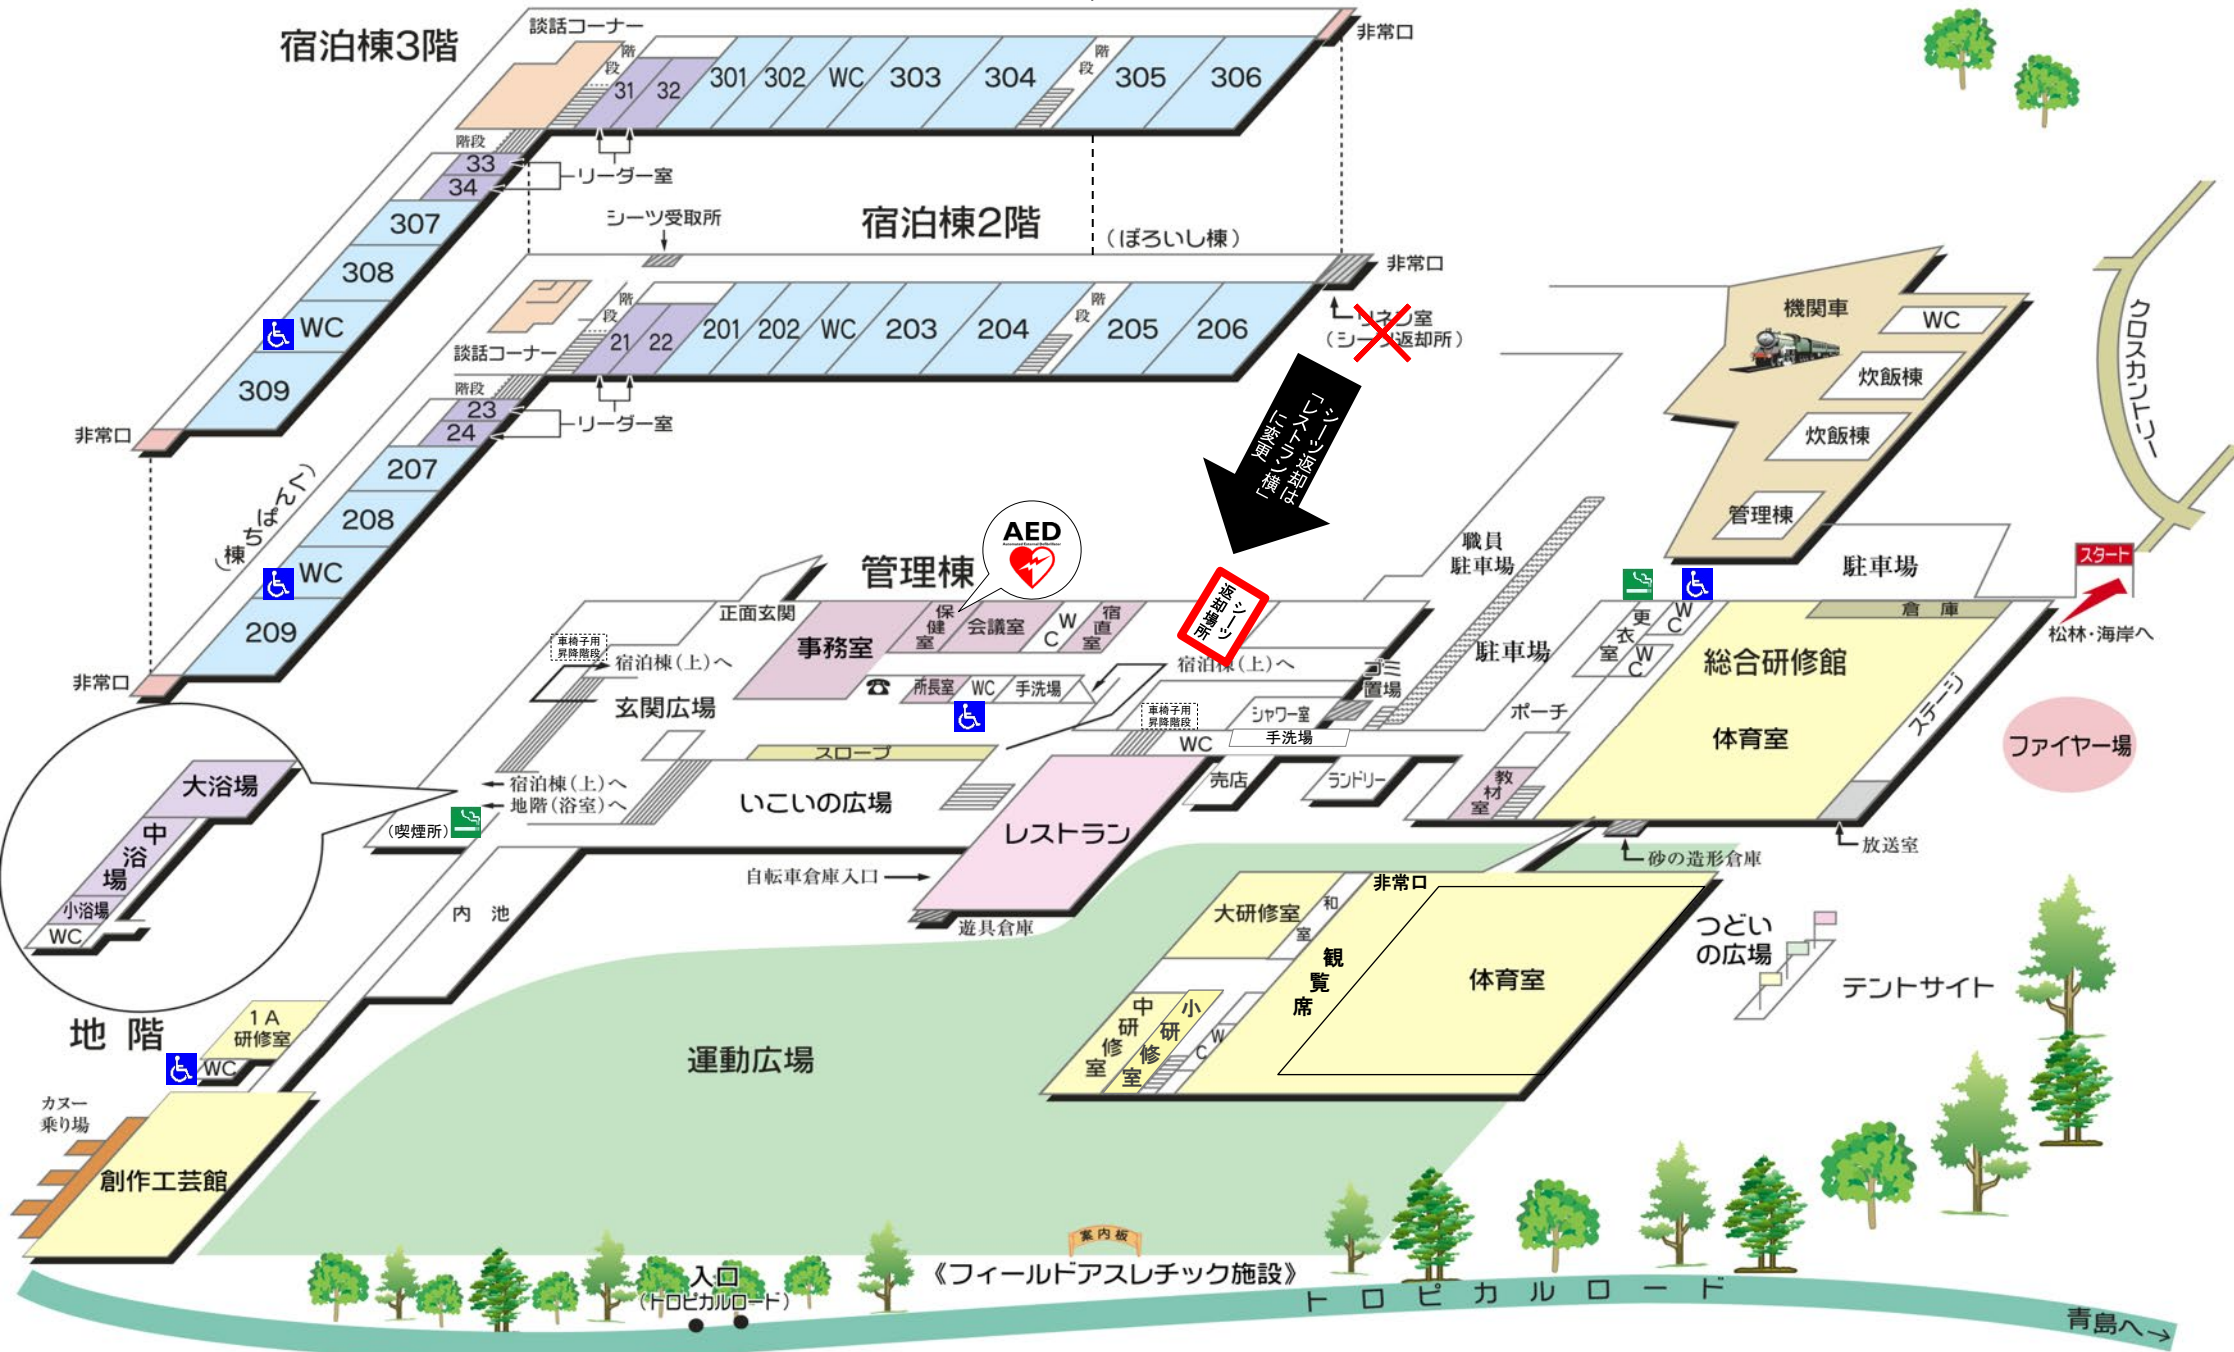 宿泊棟3階
談話コーナー
階段
31
32
301
302
WC
303
304
階段
305
306
非常口
階段
33
34
リーダー室
307
308
WC
309
非常口
シーツ受取所
宿泊棟2階
(ぼろいし棟)
非常口
リネン室
(シーツ返却所)
談話コーナー
階段
21
22
201
202
WC
203
204
階段
205
206
階段
23
24
リーダー室
207
208
WC
209
非常口
(くんぱち棟)
シーツ返却は
「レストラン横」
に変更
機関車
WC
炊飯棟
炊飯棟
管理棟
クロスカントリー
駐車場
スタート
松林・海岸へ
職員
駐車場
駐車場
管理棟
AED
正面玄関
事務室
保健室
会議室
WC
宿直室
シーツ
返却場所
車椅子用
昇降階段
宿泊棟(上)へ
宿泊棟(上)へ
所長室
WC
手洗場
玄関広場
車椅子用
昇降階段
シャワー室
ゴミ
置場
手洗場
WC
スロープ
宿泊棟(上)へ
地階(浴室)へ
いこいの広場
(喫煙所)
レストラン
売店
ランドリー
自転車倉庫入口
遊具倉庫
内池
更衣室
WC
WC
倉庫
総合研修館
体育室
ステージ
ポーチ
教材室
砂の造形倉庫
放送室
ファイヤー場
大浴場
中浴場
小浴場
WC
地階
1A
研修室
WC
カヌー
乗り場
創作工芸館
運動広場
大研修室
和室
非常口
観覧席
体育室
中研修室
小研修室
WC
つどい
の広場
テントサイト
案内板
《フィールドアスレチック施設》
入口
(トロピカルロード)
トロピカルロード
青島へ→